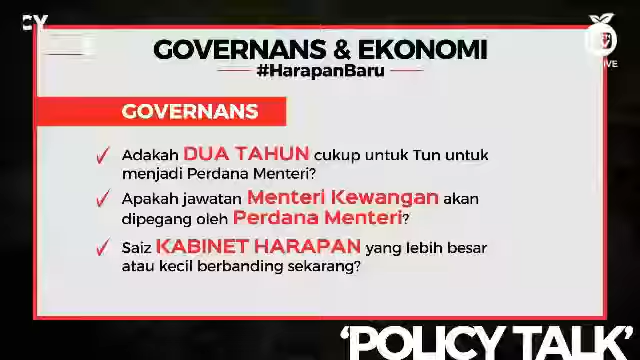 CY
GOVERNANS & EKONOMI
#HarapanBaru
GOVERNANS
Adakah DUA TAHUN cukup untuk Tun untuk
menjadi Perdana Menteri?
Apakah jawatan Menteri Kewangan akan
dipegang oleh Perdana Menteri?
Saiz KABINET HARAPAN yang lebih besar
atau kecil berbanding sekarang?
'POLICY TALK'